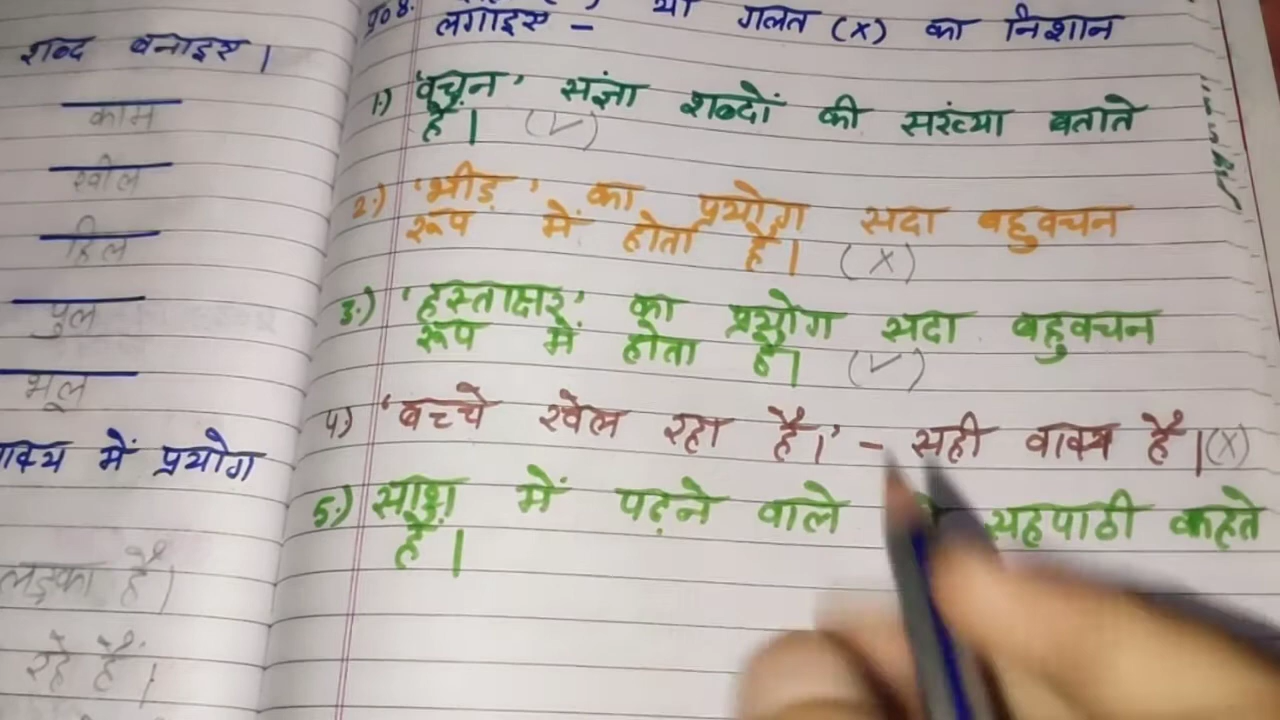 शब्द बनाइए।
काम
खील
हिल
पुल
भूल
वाक्य में प्रयोग
लड़का है।
रहे हैं।
प्र०8. या गलत (×) का निशान
लगाइए -
1) 'वचन' संज्ञा शब्दों की संख्या बताते
है। (✓)
2.) 'भीड़' का प्रयोग सदा बहुवचन
रूप में होता है। (×)
3.) 'हस्ताक्षर' का प्रयोग सदा बहुवचन
रूप में होता है। (✓)
4) 'बच्चे खेल रहा है।' - सही वाक्य है। (×)
5.) साथ में पढ़ने वाले सहपाठी कहते
हैं।